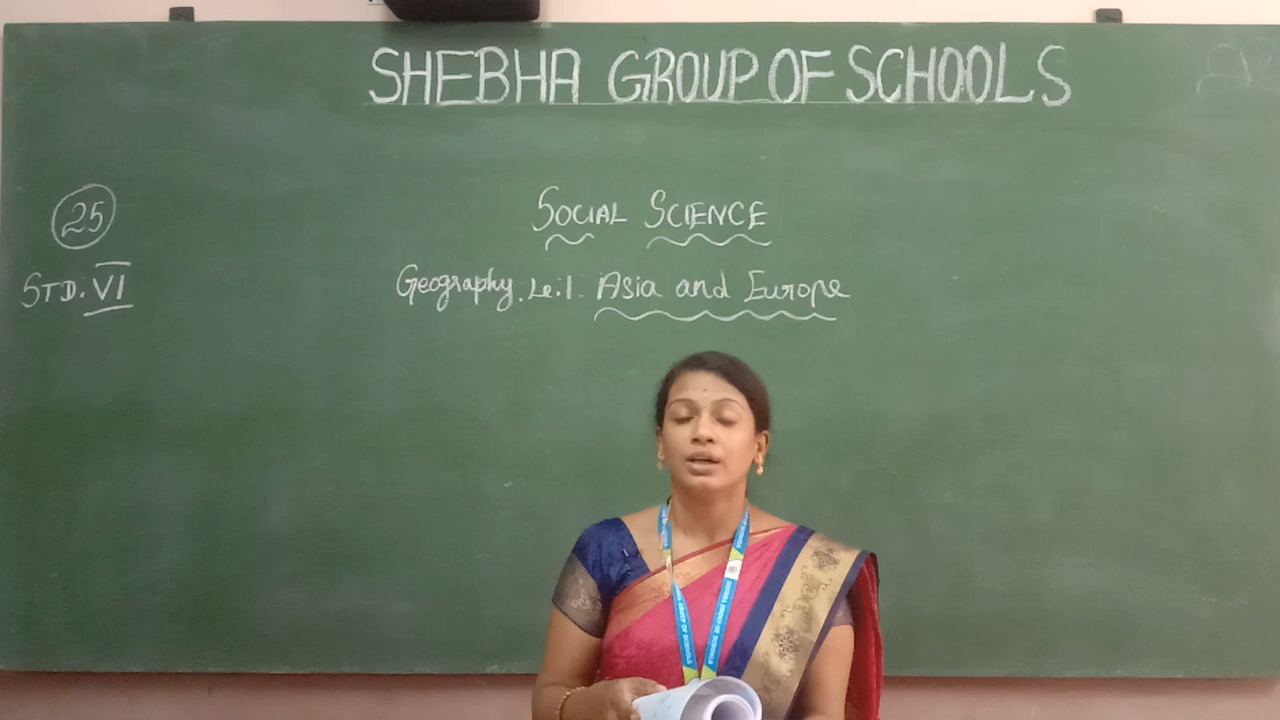 SHEBHA GROUP OF SCHOOLS
25
SOCIAL SCIENCE
STD: VI
Geography. Le:1. Asia and Europe